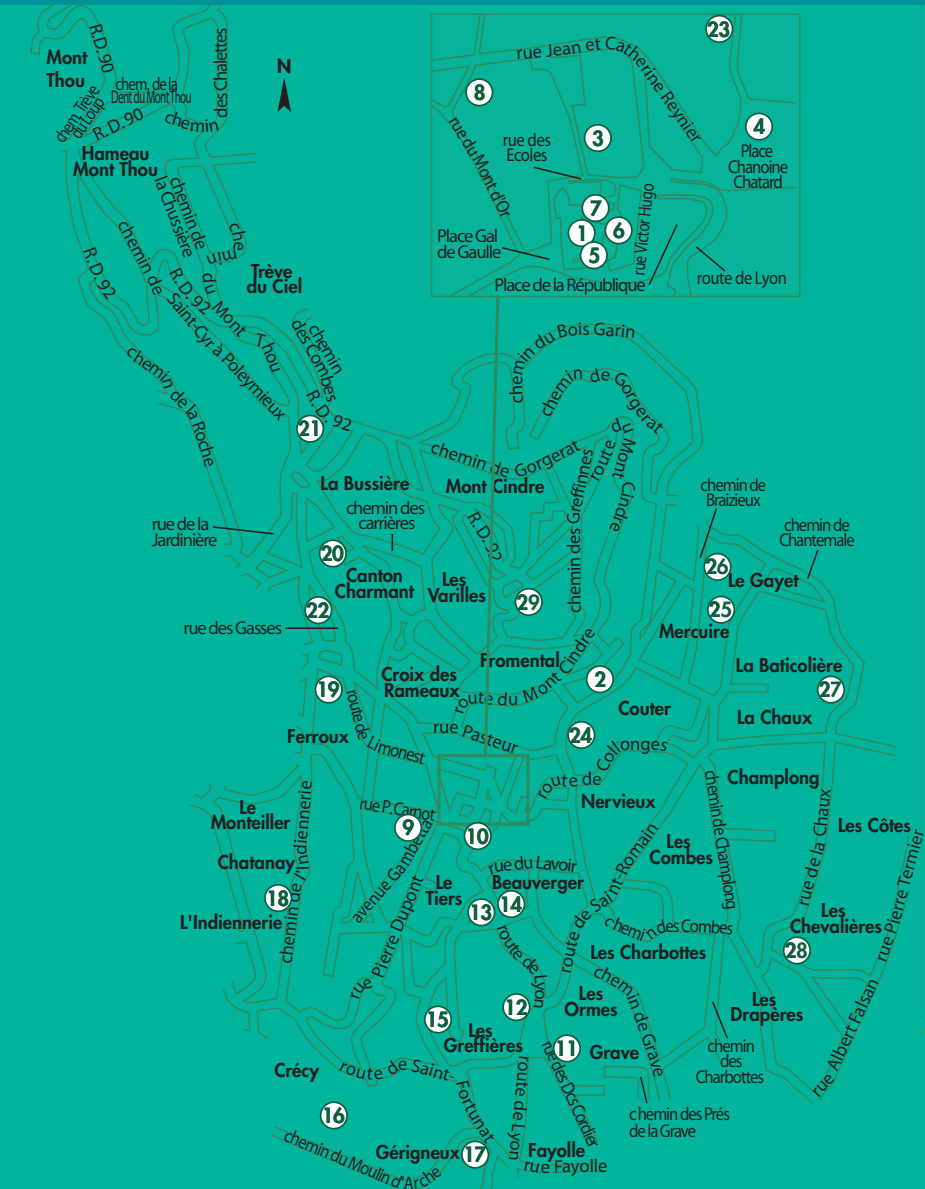 23
rue Jean et Catherine Reynier
8
rue du Mont d'Or
3
4
Place
Chanoine
Chatard
rue des
Ecoles
7
1
6
5
rue Victor Hugo
Place Gal
de Gaulle
Place de la République
route de Lyon
N
Mont
Thou
R.D. 90
chem. de la
Dent du Mont Thou
des Chalettes
chem. Trève
du Loup
R.D. 90
chemin
Hameau
Mont Thou
chemin de
la Chussière
chemin
du Mont Thou
Trève
du Ciel
R.D. 92
chemin de Saint-Cyr à Poleymieux
R.D. 92
chemin
des Combes
R.D. 92
chemin de la Roche
21
chemin du Bois Garin
chemin de Gorgerat
chemin de Gorgerat
route du Mont Cindre
La Bussière
Mont Cindre
chemin des
carrières
R.D. 92
chemin des Greffinnes
chemin de
Braizieux
chemin de
Chantemale
rue de la
Jardinière
20
Canton
Charmant
Les
Varilles
29
26
Le Gayet
22
25
rue des Gasses
Mercuire
Fromental
Croix des
Rameaux
route du Mont Cindre
2
La Baticolière
27
19
route de Limonest
Couter
La Chaux
rue Pasteur
24
Ferroux
route de Collonges
Champlong
Nervieux
Le
Monteiller
rue P. Carnot
9
10
chemin de Champlong
rue de la Chaux
Les Côtes
Chatanay
chemin de l'Indiennerie
avenue Gambetta
Les
Combes
rue du Lavoir
Beauverger
Le
Tiers
18
L'Indiennerie
13
14
route de Saint-Romain
chemin des Combes
Les
Chevalières
rue Pierre Termier
rue Pierre Dupont
route de Lyon
Les Charbottes
28
chemin de Grave
Les
Ormes
Les
Drapères
12
15
Les
Greffières
11
Grave
chemin
des
Charbottes
rue Albert Falsan
Crécy
route de Saint-Fortunat
route de Lyon
rue des Dcs Cordier
16
chemin des Prés
de la Grave
chemin du Moulin d'Arche
Gérigneux
17
Fayolle
rue Fayolle